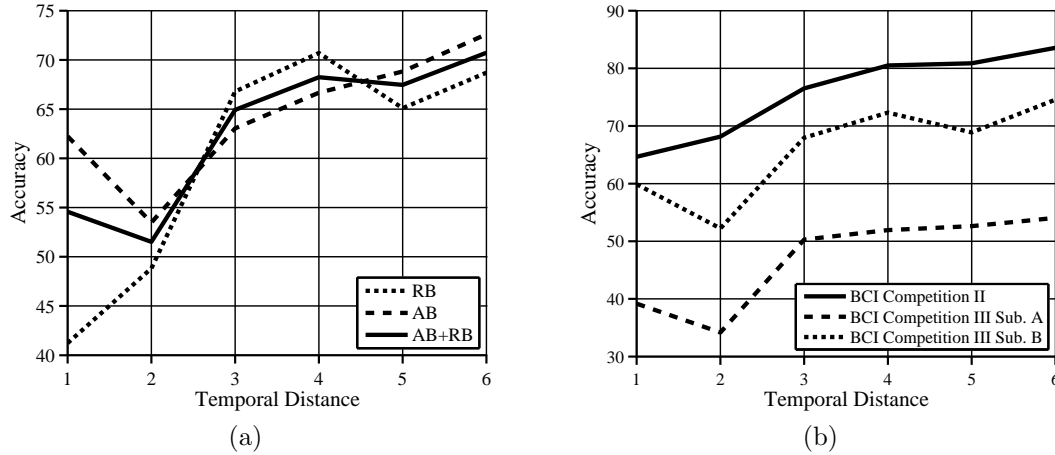 75
70
65
60
55
50
45
40
Accuracy
RB
AB
AB+RB
1 2 3 4 5 6
Temporal Distance
(a)
90
80
70
60
50
40
30
Accuracy
BCI Competition II
BCI Competition III Sub. A
BCI Competition III Sub. B
1 2 3 4 5 6
Temporal Distance
(b)